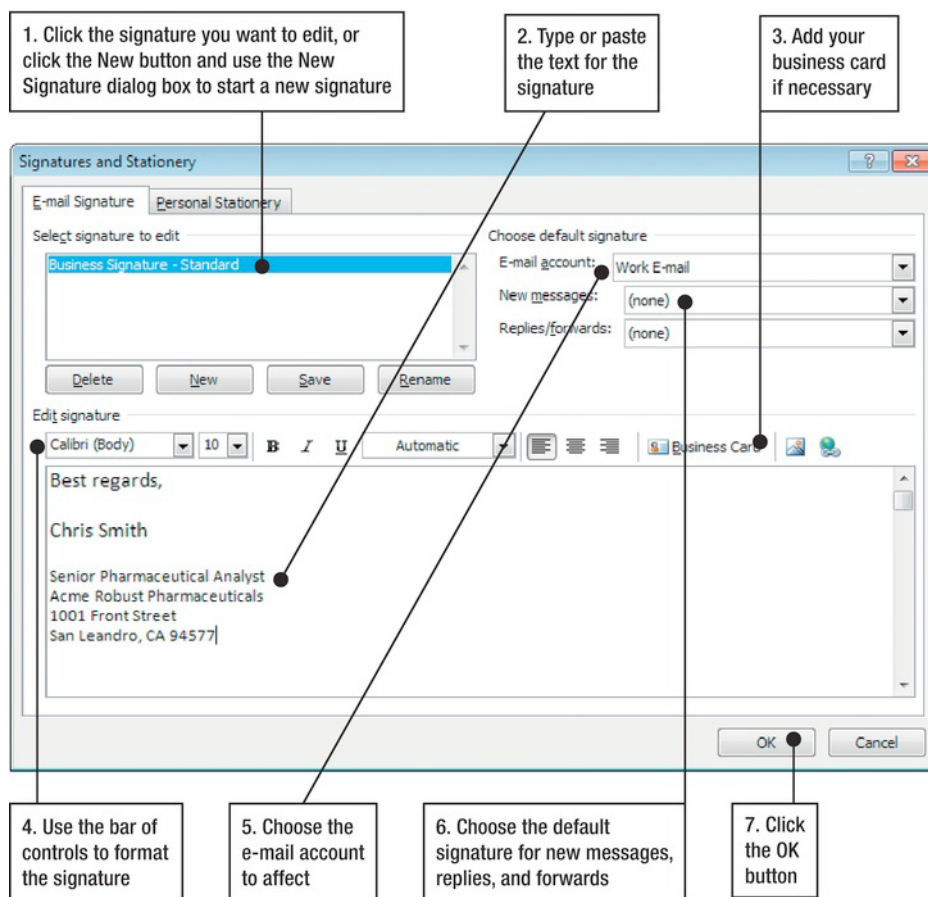 1. Click the signature you want to edit, or
click the New button and use the New
Signature dialog box to start a new signature
2. Type or paste
the text for the
signature
3. Add your
business card
if necessary
Signatures and Stationery
E-mail Signature
Personal Stationery
Select signature to edit
Business Signature - Standard
Delete
New
Save
Rename
Choose default signature
E-mail account:
Work E-mail
New messages:
(none)
Replies/forwards:
(none)
Edit signature
Calibri (Body)
10
B
I
U
Automatic
Business Card
Best regards,
Chris Smith
Senior Pharmaceutical Analyst
Acme Robust Pharmaceuticals
1001 Front Street
San Leandro, CA 94577
OK
Cancel
4. Use the bar of
controls to format
the signature
5. Choose the
e-mail account
to affect
6. Choose the default
signature for new messages,
replies, and forwards
7. Click
the OK
button